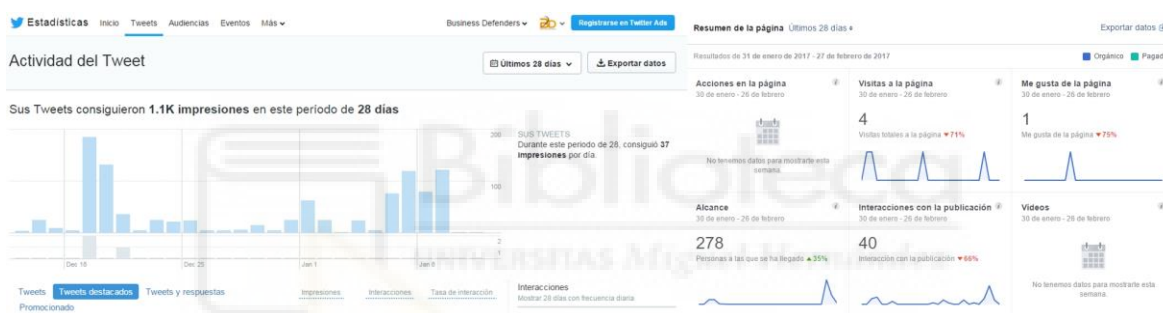 Estadísticas Inicio Tweets Audiencias Eventos Más
Business Defenders
Registrarse en Twitter Ads
Actividad del Tweet
Últimos 28 días
Exportar datos
Sus Tweets consiguieron 1.1K impresiones en este período de 28 días
200
100
2
1
SUS TWEETS
Durante este período de 28, consiguió 37
impresiones por día.
Dec 18
Dec 25
Jan 1
Jan 8
Tweets Tweets destacados Tweets y respuestas
Promocionado
Impresiones Interacciones Tasa de interacción
Interacciones
Mostrar 28 días con frecuencia diaria
Resumen de la página Últimos 28 días
Exportar datos
Resultados de 31 de enero de 2017 - 27 de febrero de 2017
Orgánico Pagad
Acciones en la página
30 de enero - 26 de febrero
No tenemos datos para mostrarte esta
semana.
Visitas a la página
30 de enero - 26 de febrero
4
Visitas totales a la página ▼71%
Me gusta de la página
30 de enero - 26 de febrero
1
Me gusta de la página ▼75%
Alcance
30 de enero - 26 de febrero
278
Personas a las que se ha llegado ▲35%
Interacciones con la publicación
30 de enero - 26 de febrero
40
Interacción con la publicación ▼66%
Vídeos
30 de enero - 26 de febrero
No tenemos datos para mostrarte esta
semana.
Biblioteca
UNIVERSITAS Miguel Hernández